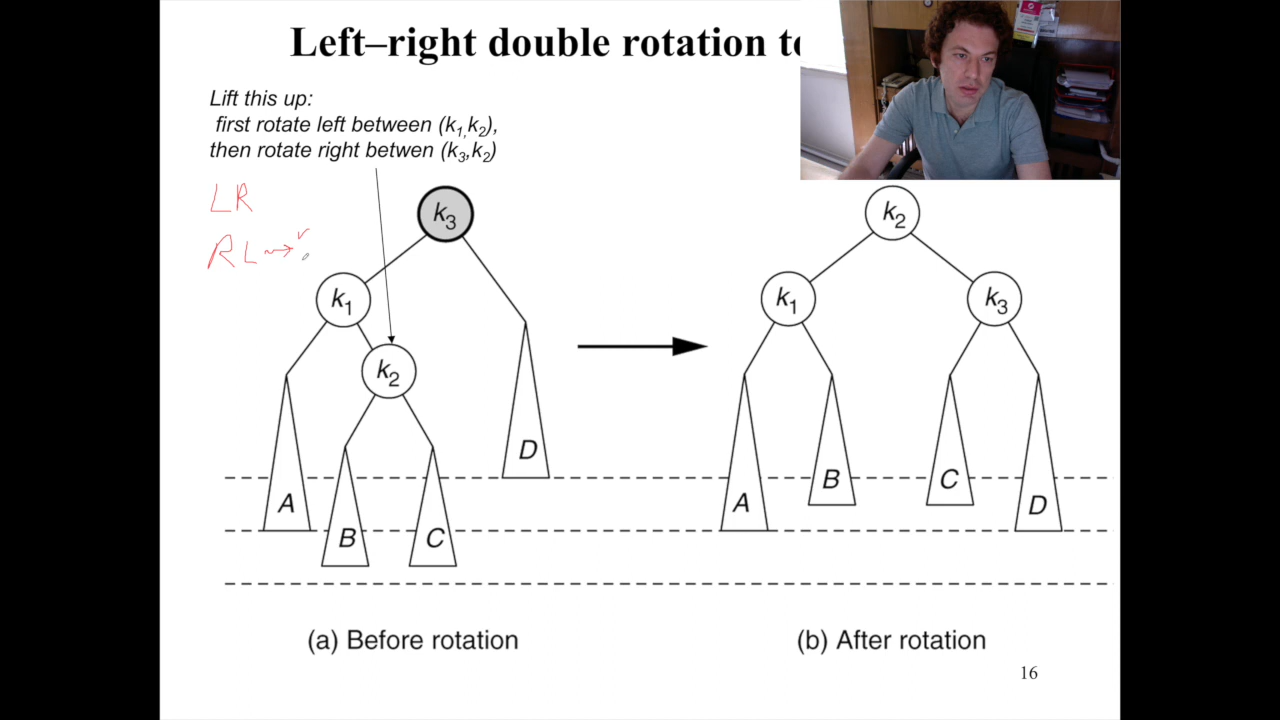 Left–right double rotation to
Lift this up:
first rotate left between (k1,k2),
then rotate right betwen (k3,k2)
LR
RL
k3
k1
k2
A
B
C
D
k2
k1
k3
A
B
C
D
(a) Before rotation
(b) After rotation
16